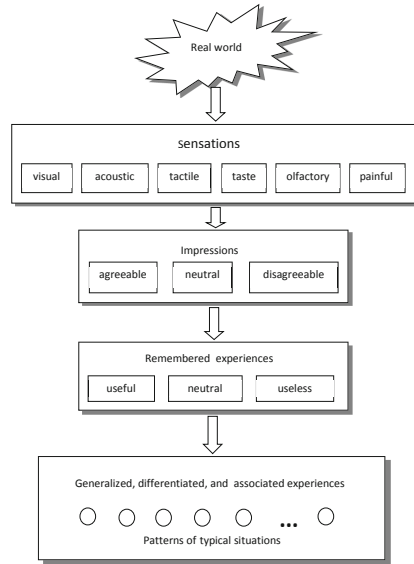 Real world
sensations
visual acoustic tactile taste olfactory painful
Impressions
agreeable neutral disagreeable
Remembered experiences
useful neutral useless
Generalized, differentiated, and associated experiences
...
Patterns of typical situations